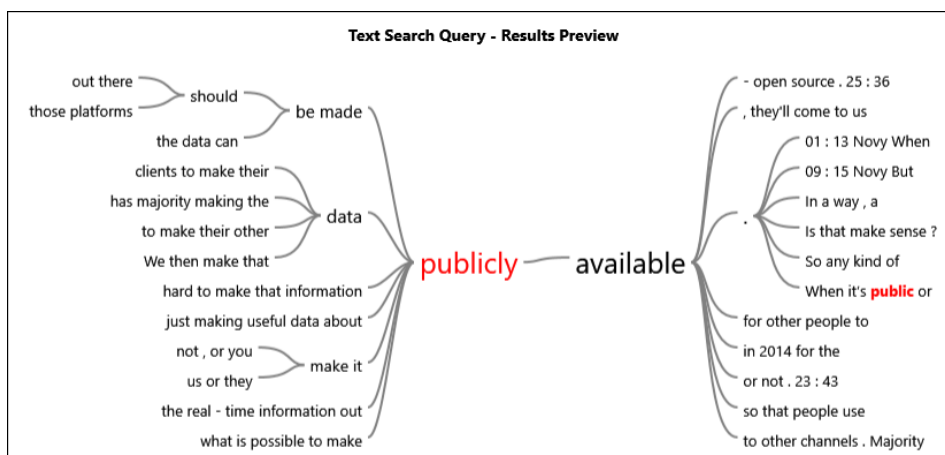 Text Search Query - Results Preview
out there
those platforms
should
the data can
be made
clients to make their
has majority making the
to make their other
We then make that
data
hard to make that information
just making useful data about
not , or you
us or they
make it
the real - time information out
what is possible to make
publicly
available
- open source . 25 : 36
, they'll come to us
.
01 : 13 Novy When
09 : 15 Novy But
In a way , a
Is that make sense ?
So any kind of
When it's public or
for other people to
in 2014 for the
or not . 23 : 43
so that people use
to other channels . Majority